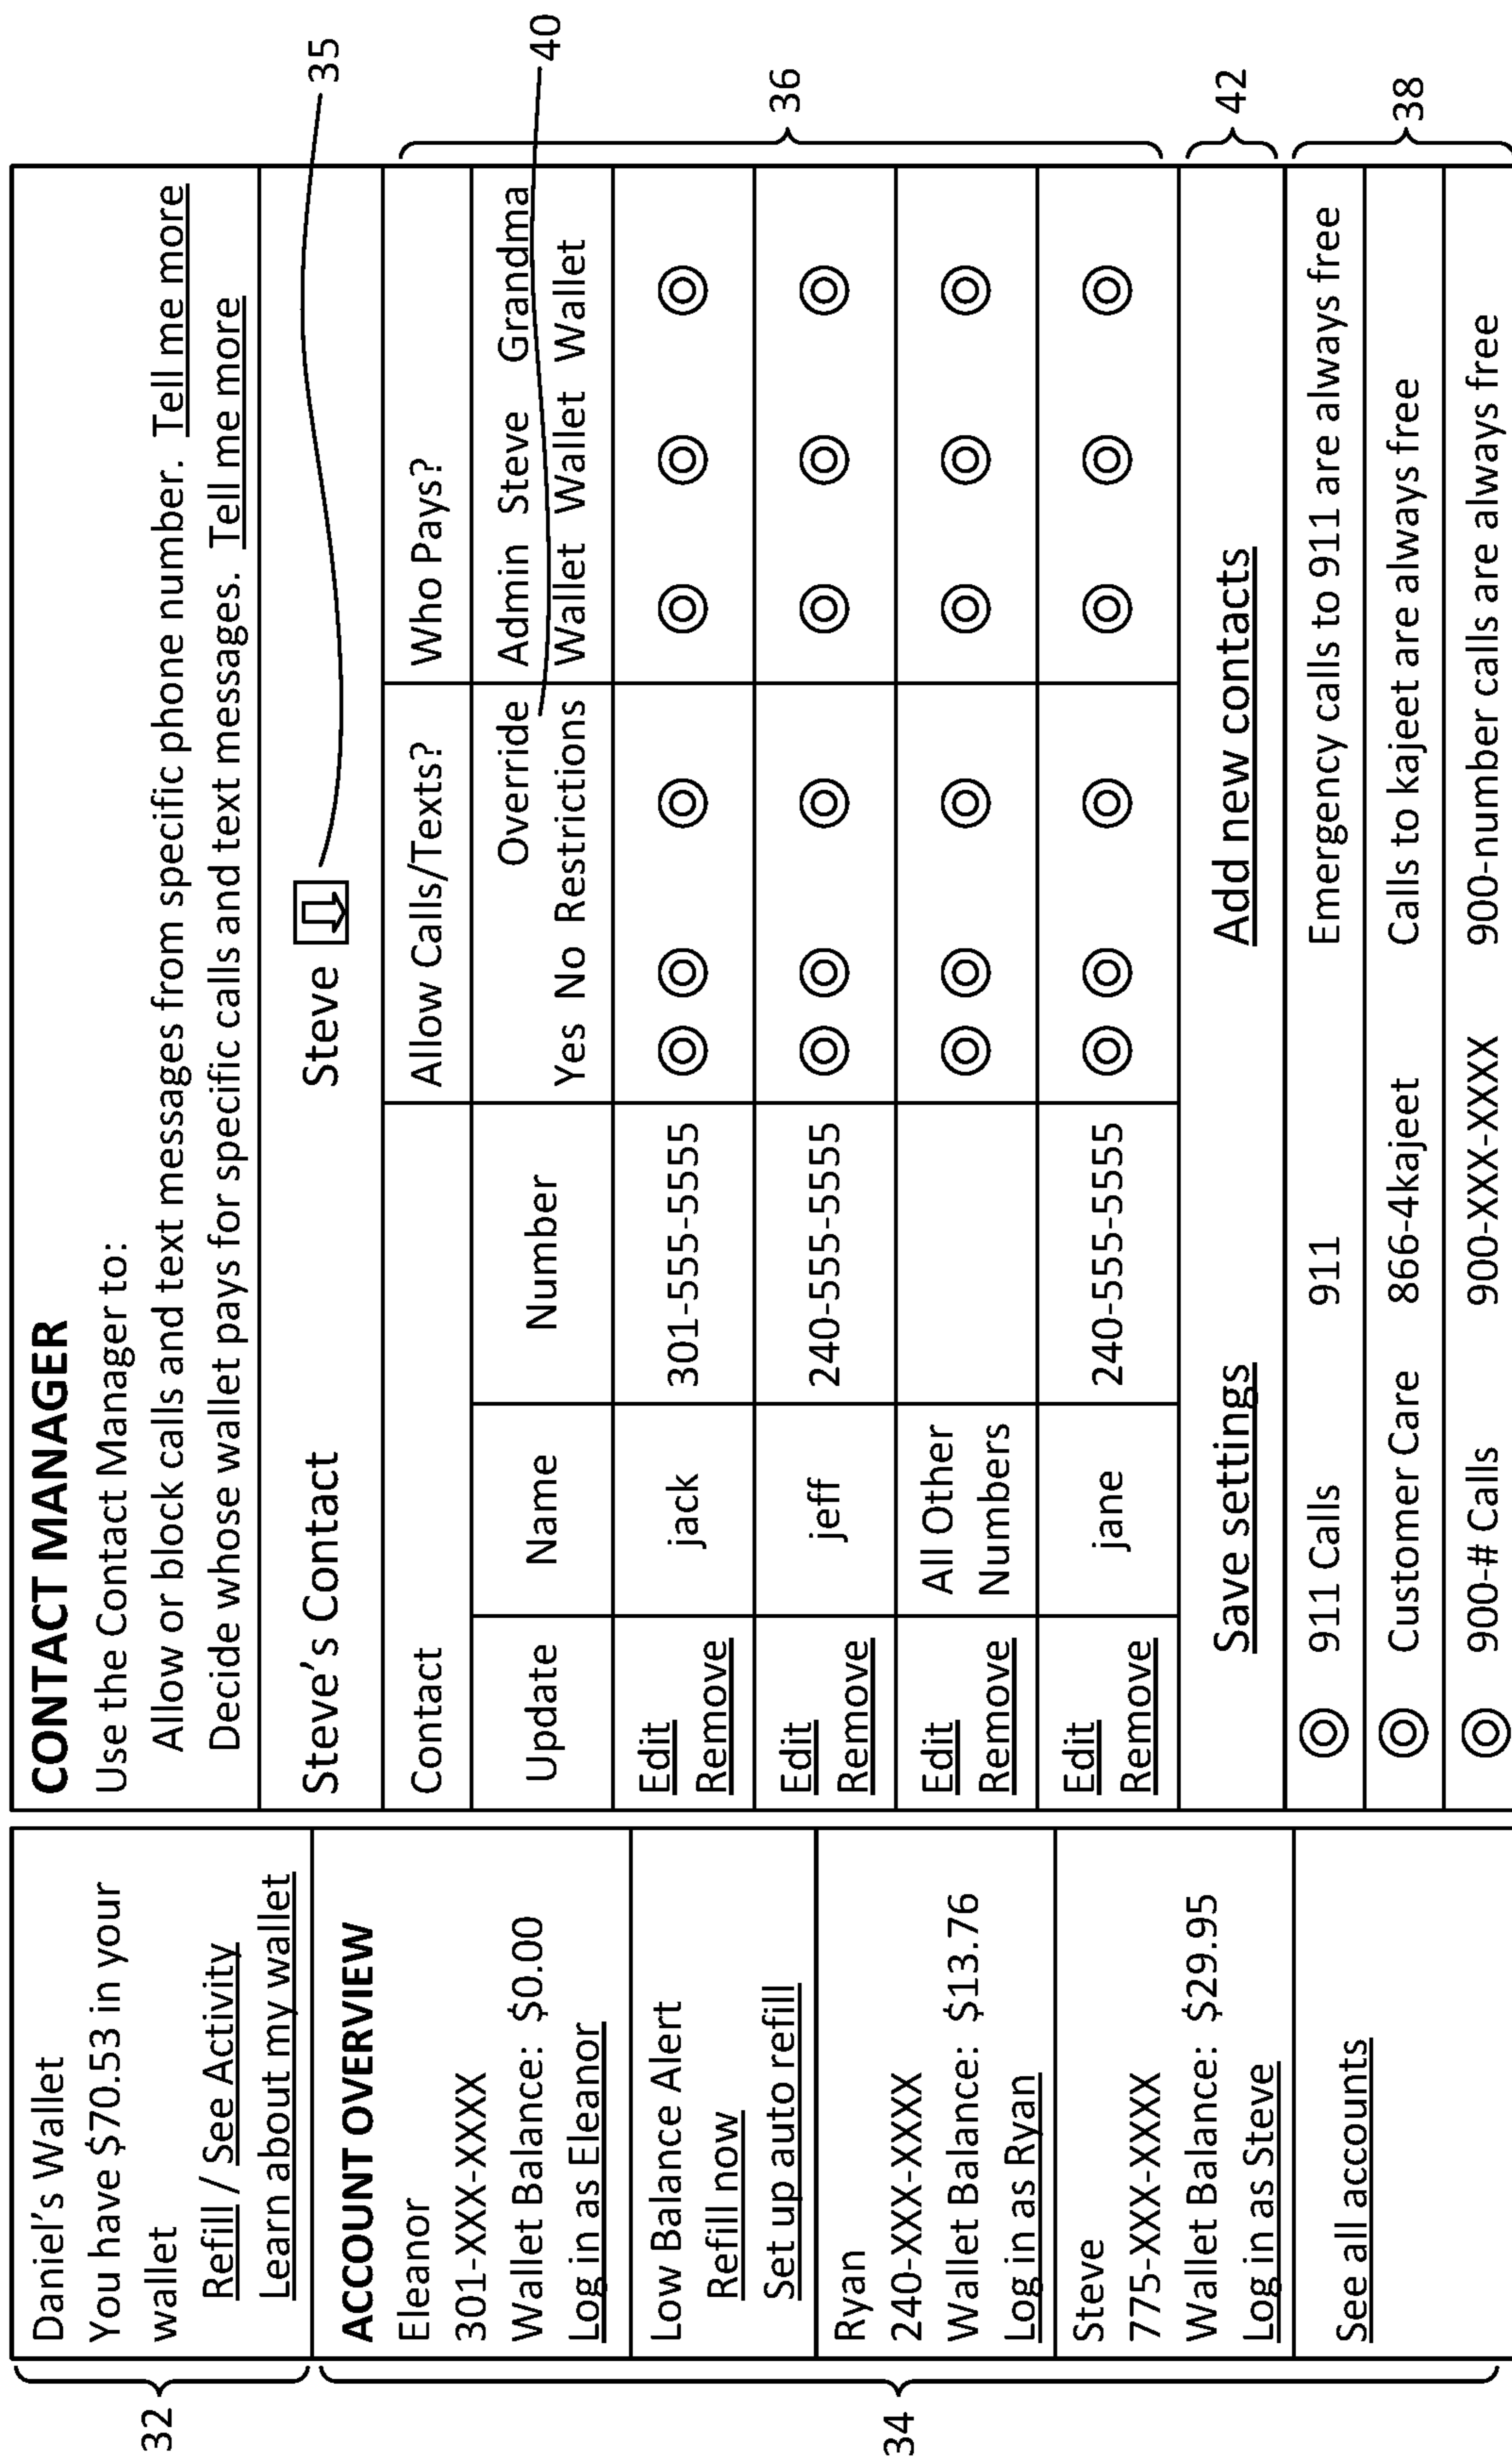 32
Daniel's Wallet
You have $70.53 in your
wallet
Refill / See Activity
Learn about my wallet
34
ACCOUNT OVERVIEW
Eleanor
301-XXX-XXXX
Wallet Balance: $0.00
Log in as Eleanor
Low Balance Alert
Refill now
Set up auto refill
Ryan
240-XXX-XXXX
Wallet Balance: $13.76
Log in as Ryan
Steve
775-XXX-XXXX
Wallet Balance: $29.95
Log in as Steve
See all accounts
CONTACT MANAGER
Use the Contact Manager to:
Allow or block calls and text messages from specific phone number. Tell me more
Decide whose wallet pays for specific calls and text messages. Tell me more
Steve's Contact Steve 35
Contact Allow Calls/Texts? Who Pays?
Override Admin Steve Grandma 40
Update Name Number
Yes No Restrictions Wallet Wallet Wallet
Edit
jack 301-555-5555
Remove
Edit
jeff 240-555-5555
Remove
36
Edit All Other
Remove Numbers
Edit
jane 240-555-5555
Remove
Save settings Add new contacts 42
911 Calls 911 Emergency calls to 911 are always free
Customer Care 866-4kajeet Calls to kajeet are always free 38
900-# Calls 900-XXX-XXXX 900-number calls are always free